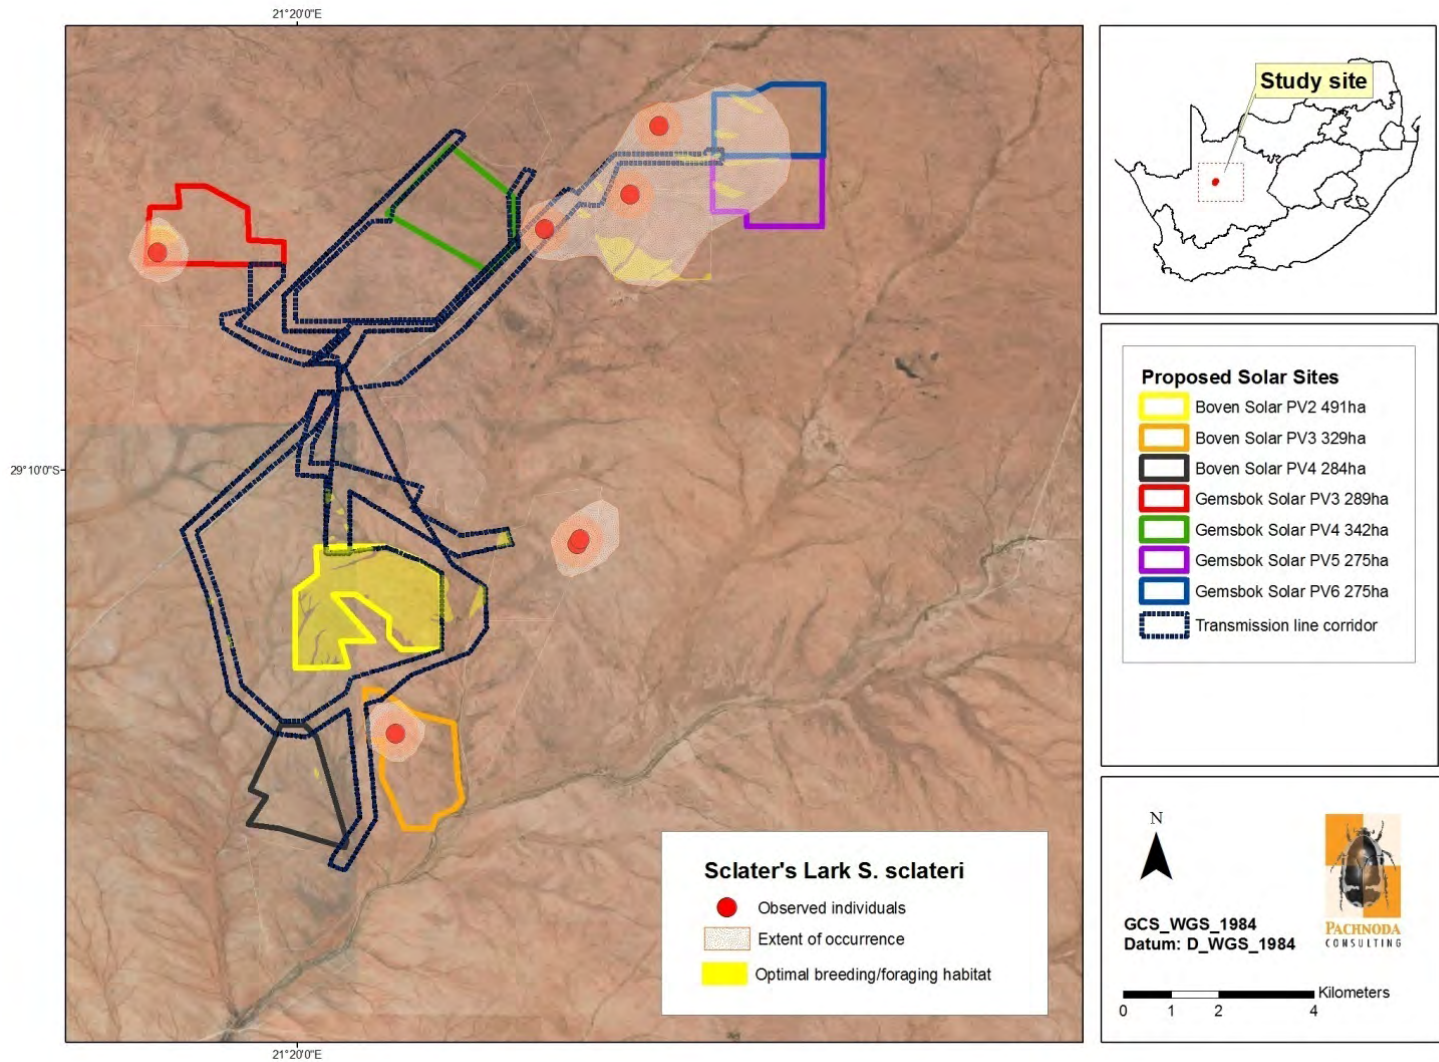 21°20'0"E
Study site
29°10'0"S
Proposed Solar Sites
Boven Solar PV2 491ha
Boven Solar PV3 329ha
Boven Solar PV4 284ha
Gemsbok Solar PV3 289ha
Gemsbok Solar PV4 342ha
Gemsbok Solar PV5 275ha
Gemsbok Solar PV6 275ha
Transmission line corridor
Sclater's Lark S. sclateri
Observed individuals
Extent of occurrence
Optimal breeding/foraging habitat
N
GCS_WGS_1984
Datum: D_WGS_1984
PACHNODA
CONSULTING
Kilometers
0 1 2 4
21°20'0"E